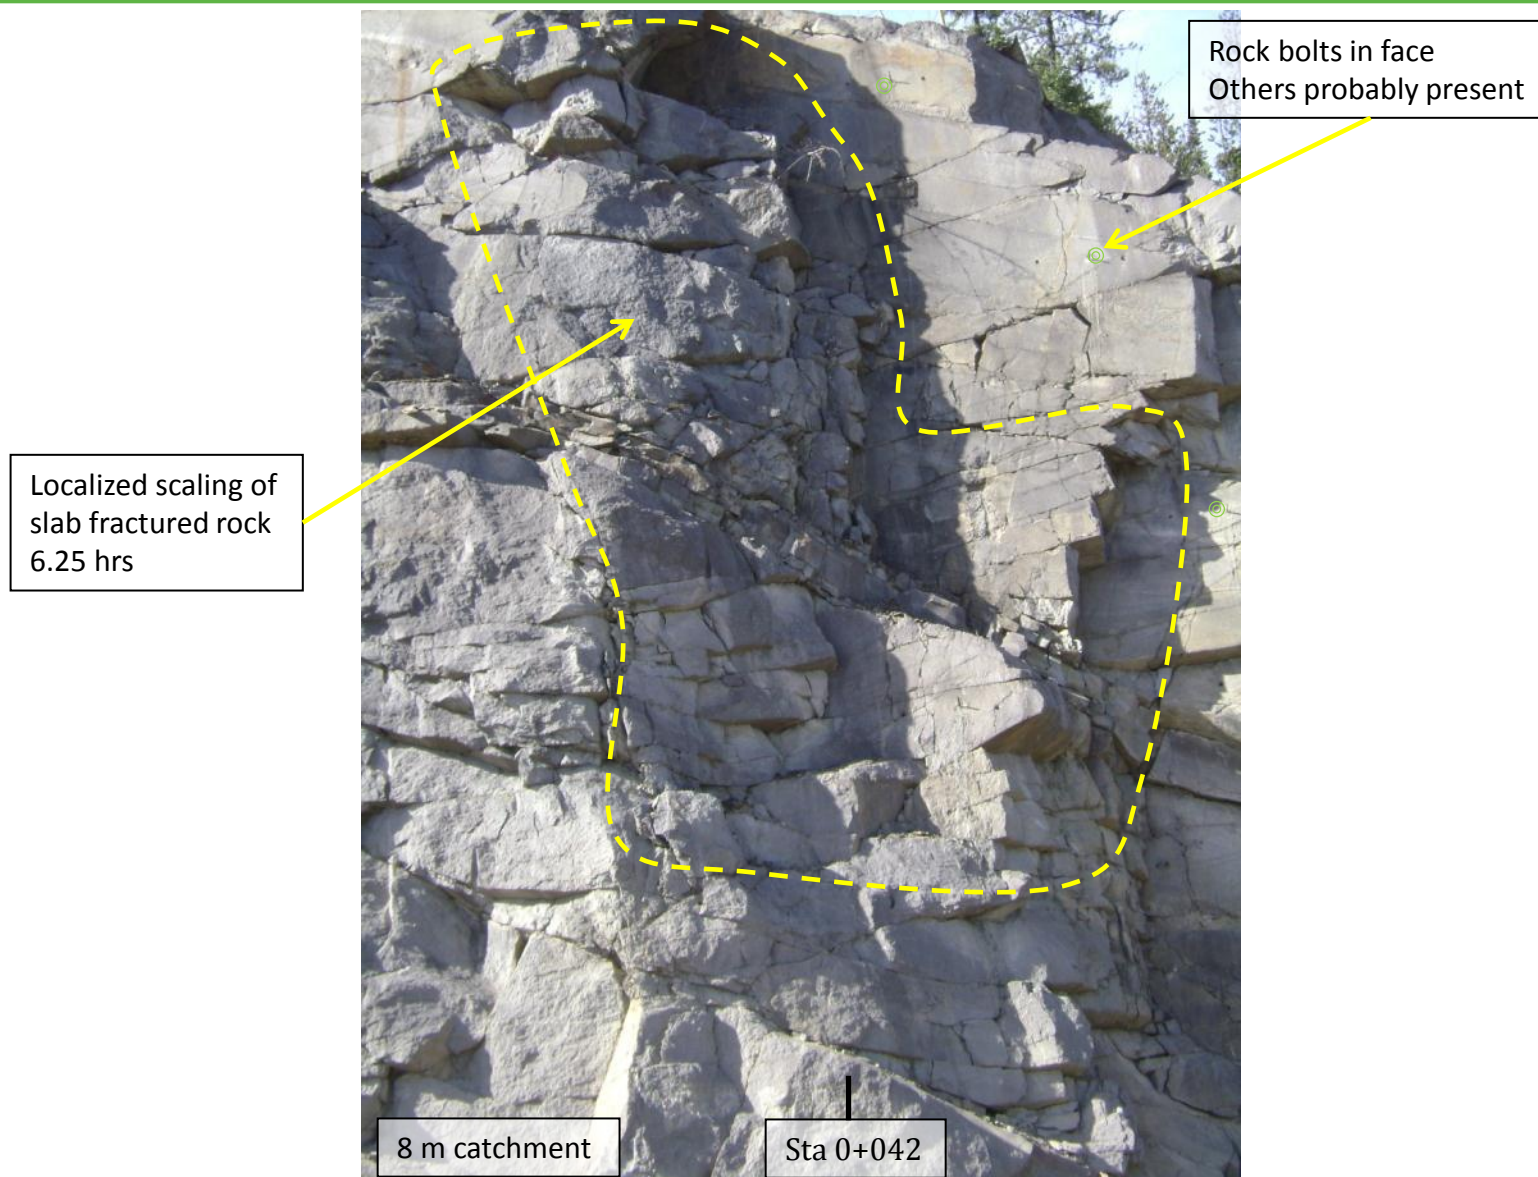 Rock bolts in face
Others probably present
Localized scaling of
slab fractured rock
6.25 hrs
8 m catchment
Sta 0+042